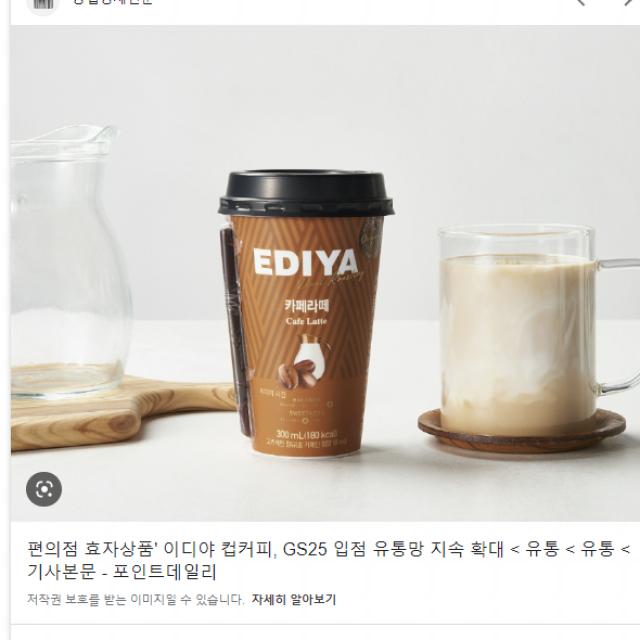 EDIYA
카페라떼
Cafe Latte
300 mL(180 kcal)
편의점 효자상품' 이디야 컵커피, GS25 입점 유통망 지속 확대 < 유통 < 유통 <
기사본문 - 포인트데일리
저작권 보호를 받는 이미지일 수 있습니다. 자세히 알아보기